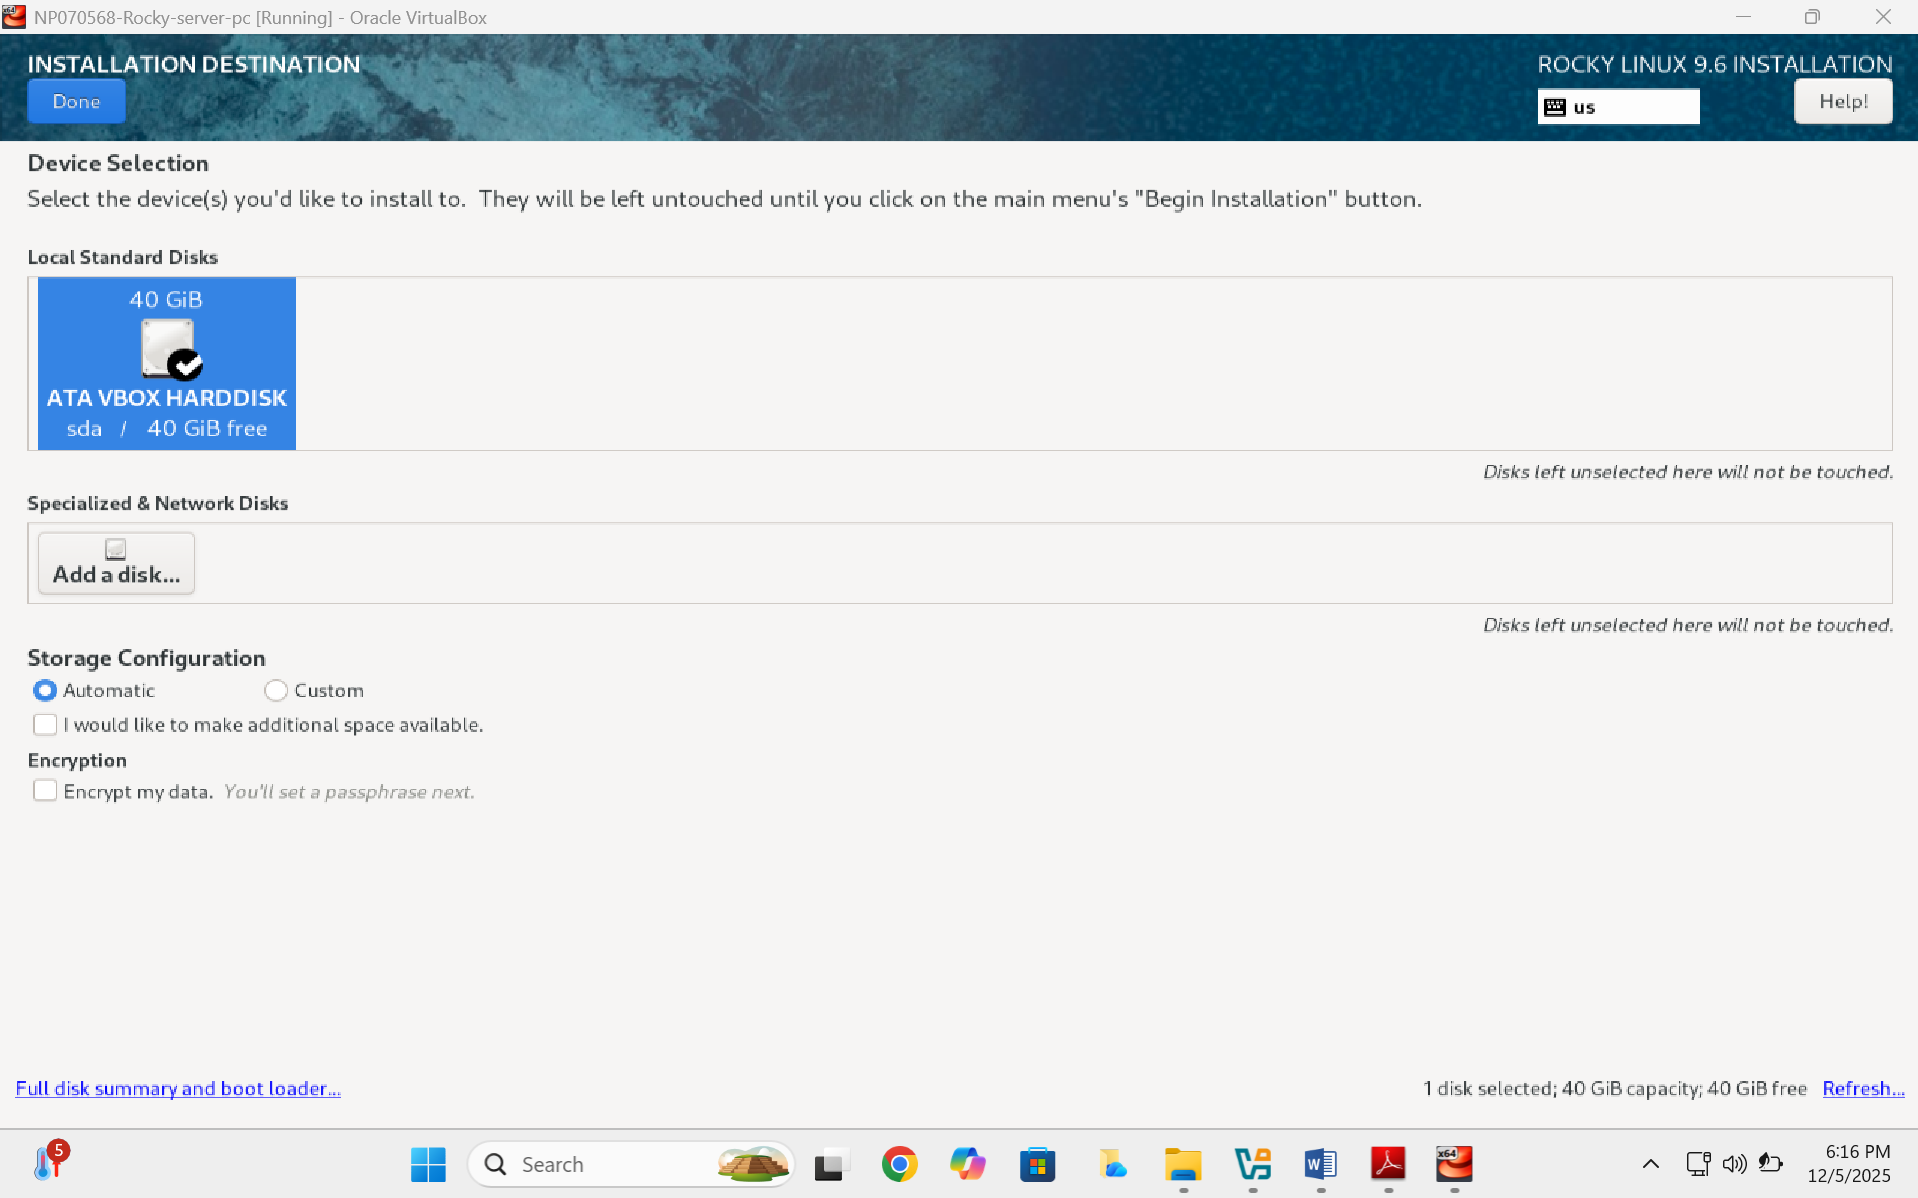 NP070568-Rocky-server-pc [Running] - Oracle VirtualBox
INSTALLATION DESTINATION
ROCKY LINUX 9.6 INSTALLATION
Done
us
Help!
Device Selection
Select the device(s) you'd like to install to. They will be left untouched until you click on the main menu's "Begin Installation" button.
Local Standard Disks
40 GiB
ATA VBOX HARDDISK
sda / 40 GiB free
Disks left unselected here will not be touched.
Specialized & Network Disks
Add a disk...
Disks left unselected here will not be touched.
Storage Configuration
Automatic Custom
I would like to make additional space available.
Encryption
Encrypt my data. You'll set a passphrase next.
Full disk summary and boot loader...
1 disk selected; 40 GiB capacity; 40 GiB free Refresh...
5
Search
x64
6:16 PM
12/5/2025